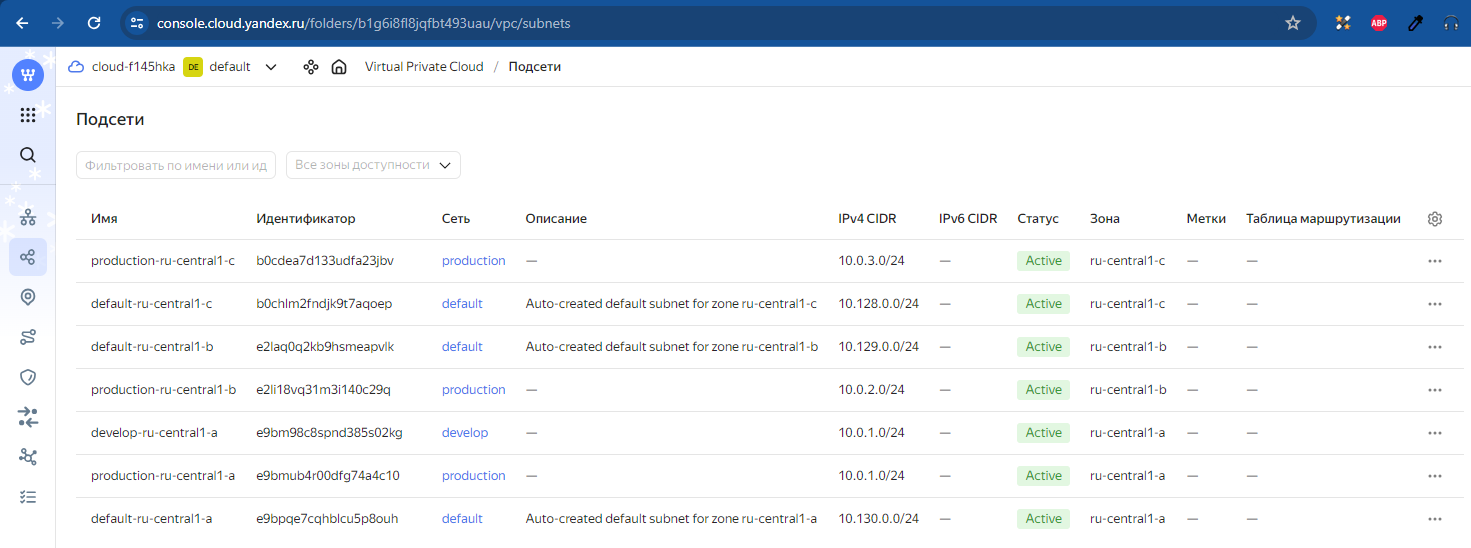 console.cloud.yandex.ru/folders/b1g6i8fl8jqfbt493uau/vpc/subnets
ABP
cloud-f145hka DE default Virtual Private Cloud / Подсети
Подсети
Фильтровать по имени или ид Все зоны доступности
Имя Идентификатор Сеть Описание IPv4 CIDR IPv6 CIDR Статус Зона Метки Таблица маршрутизации
production-ru-central1-c b0cdea7d133udfa23jbv production — 10.0.3.0/24 — Active ru-central1-c — —
default-ru-central1-c b0chlm2fndjk9t7aqoep default Auto-created default subnet for zone ru-central1-c 10.128.0.0/24 — Active ru-central1-c — —
default-ru-central1-b e2laq0q2kb9hsmeapvlk default Auto-created default subnet for zone ru-central1-b 10.129.0.0/24 — Active ru-central1-b — —
production-ru-central1-b e2li18vq31m3i140c29q production — 10.0.2.0/24 — Active ru-central1-b — —
develop-ru-central1-a e9bm98c8spnd385s02kg develop — 10.0.1.0/24 — Active ru-central1-a — —
production-ru-central1-a e9bmub4r00dfg74a4c10 production — 10.0.1.0/24 — Active ru-central1-a — —
default-ru-central1-a e9bpqe7cqhblcu5p8ouh default Auto-created default subnet for zone ru-central1-a 10.130.0.0/24 — Active ru-central1-a — —